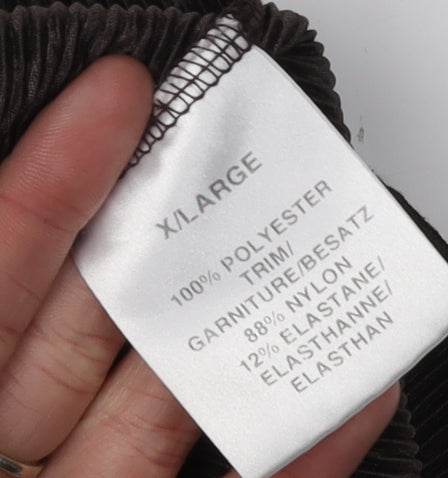 X/LARGE
100% POLYESTER
TRIM/
GARNITURE/BESATZ
88% NYLON
12% ELASTANE/
ELASTHANNE/
ELASTHAN